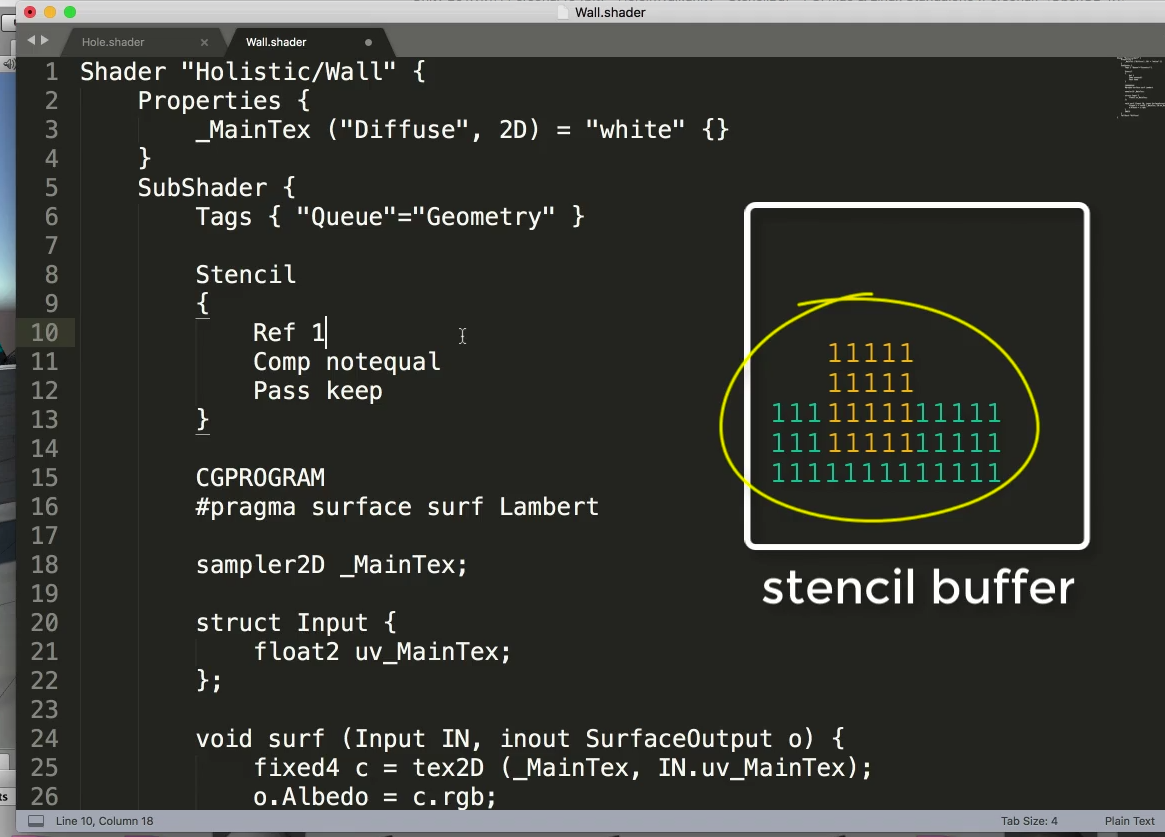 Wall.shader
Hole.shader × Wall.shader
1 Shader "Holistic/Wall" {
2 Properties {
3 _MainTex ("Diffuse", 2D) = "white" {}
4 }
5 SubShader {
6 Tags { "Queue"="Geometry" }
7
8 Stencil
9 {
10 Ref 1
11 Comp notequal
12 Pass keep
13 }
14
15 CGPROGRAM
16 #pragma surface surf Lambert
17
18 sampler2D _MainTex;
19
20 struct Input {
21 float2 uv_MainTex;
22 };
23
24 void surf (Input IN, inout SurfaceOutput o) {
25 fixed4 c = tex2D (_MainTex, IN.uv_MainTex);
26 o.Albedo = c.rgb;
11111
11111
1111111111111
1111111111111
1111111111111
stencil buffer
ts
Line 10, Column 18 Tab Size: 4 Plain Text